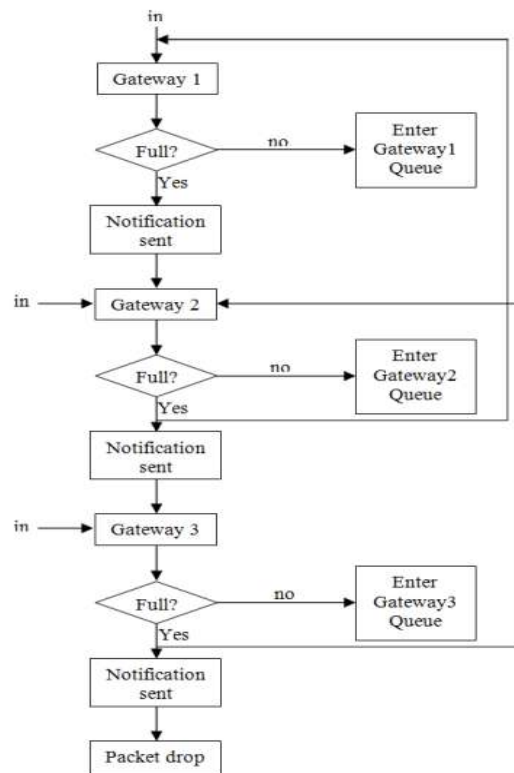 in
Gateway 1
Full?
no
Enter
Gateway1
Queue
Yes
Notification
sent
in
Gateway 2
Full?
no
Enter
Gateway2
Queue
Yes
Notification
sent
in
Gateway 3
Full?
no
Enter
Gateway3
Queue
Yes
Notification
sent
Packet drop